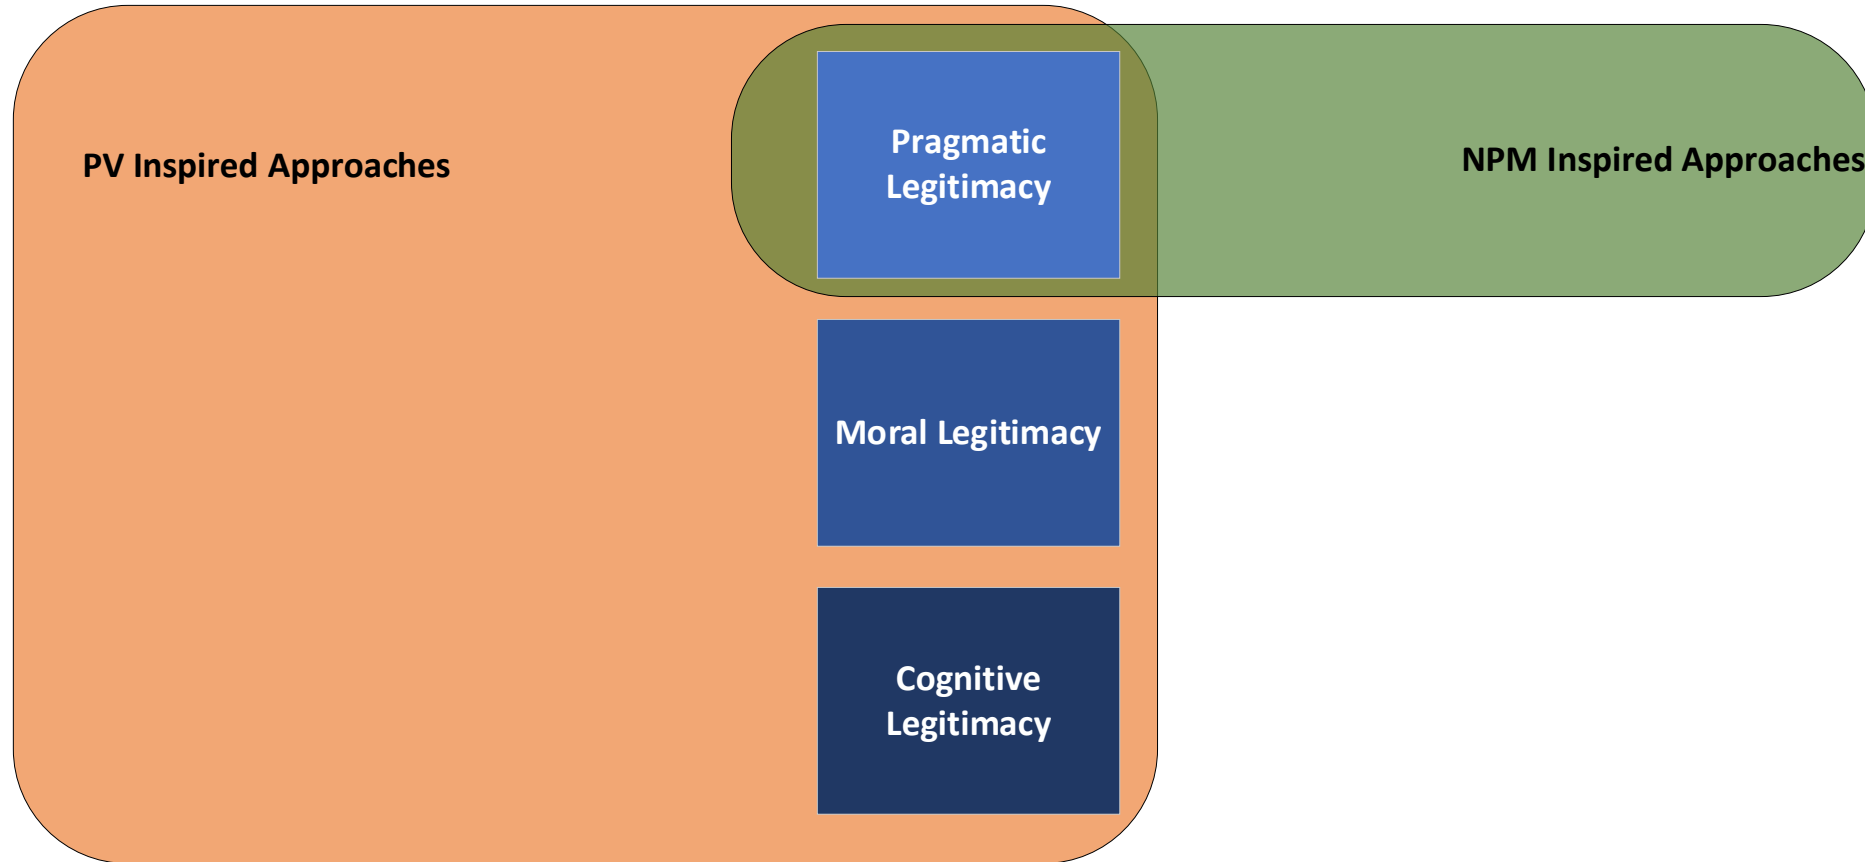 PV Inspired Approaches
Pragmatic
Legitimacy
NPM Inspired Approaches
Moral Legitimacy
Cognitive
Legitimacy